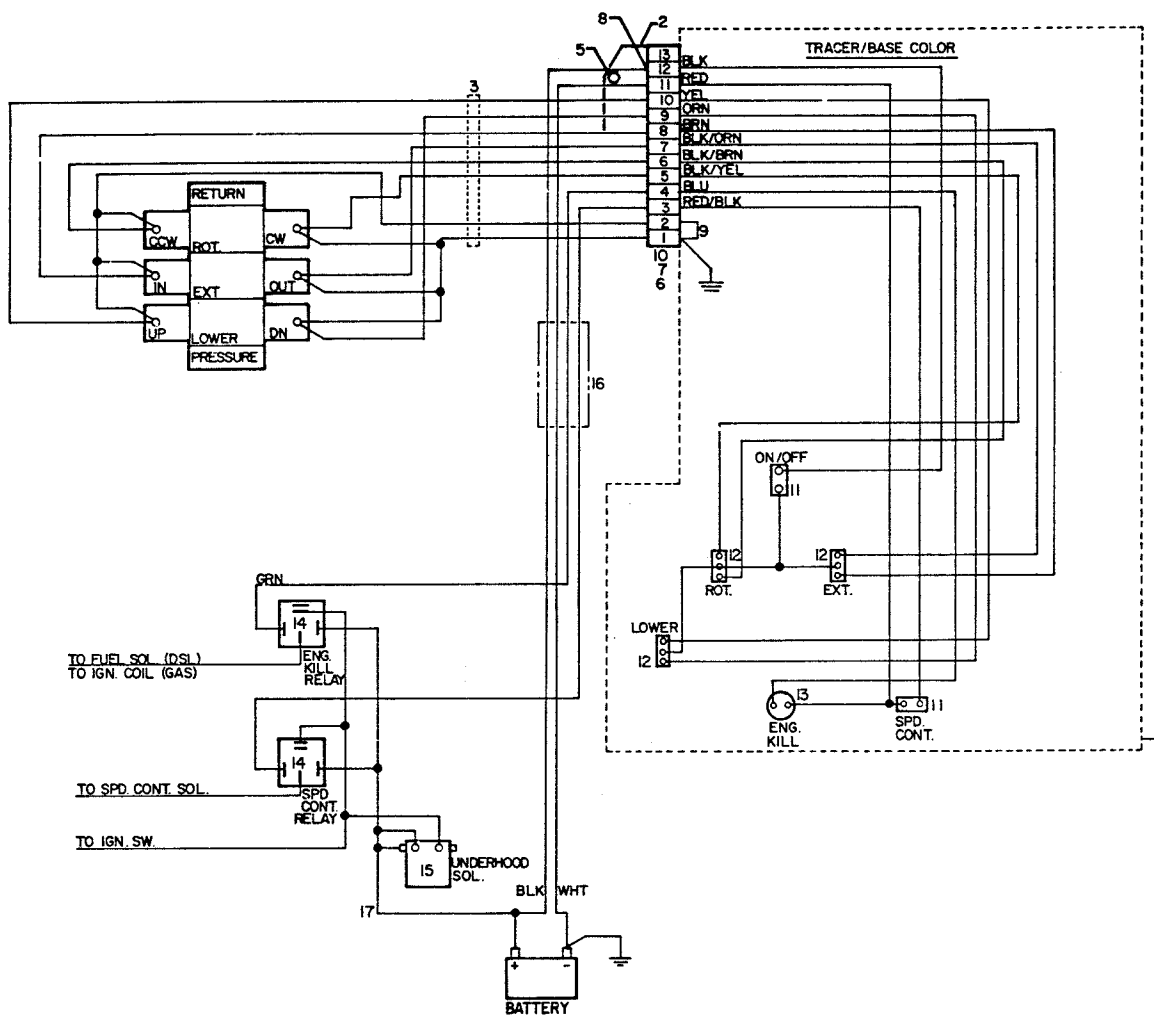 8 2
5
TRACER/BASE COLOR
3
13
12 BLK
11 RED
10 YEL
9 ORN
8 BRN
7 BLK/ORN
6 BLK/BRN
5 BLK/YEL
4 BLU
3 RED/BLK
2
1 9
10
7
6
RETURN
CCW ROT. CW
IN EXT OUT
UP LOWER DN
PRESSURE
16
ON/OFF
11
12 12
ROT. EXT.
LOWER
12
13 11
ENG. KILL
SPD. CONT.
GRN
14
TO FUEL SOL. (DSL)
TO IGN. COIL (GAS)
ENG. KILL RELAY
14
TO SPD. CONT. SOL.
SPD CONT. RELAY
TO IGN. SW.
15
UNDERHOOD SOL.
BLK WHT
17
+ -
BATTERY